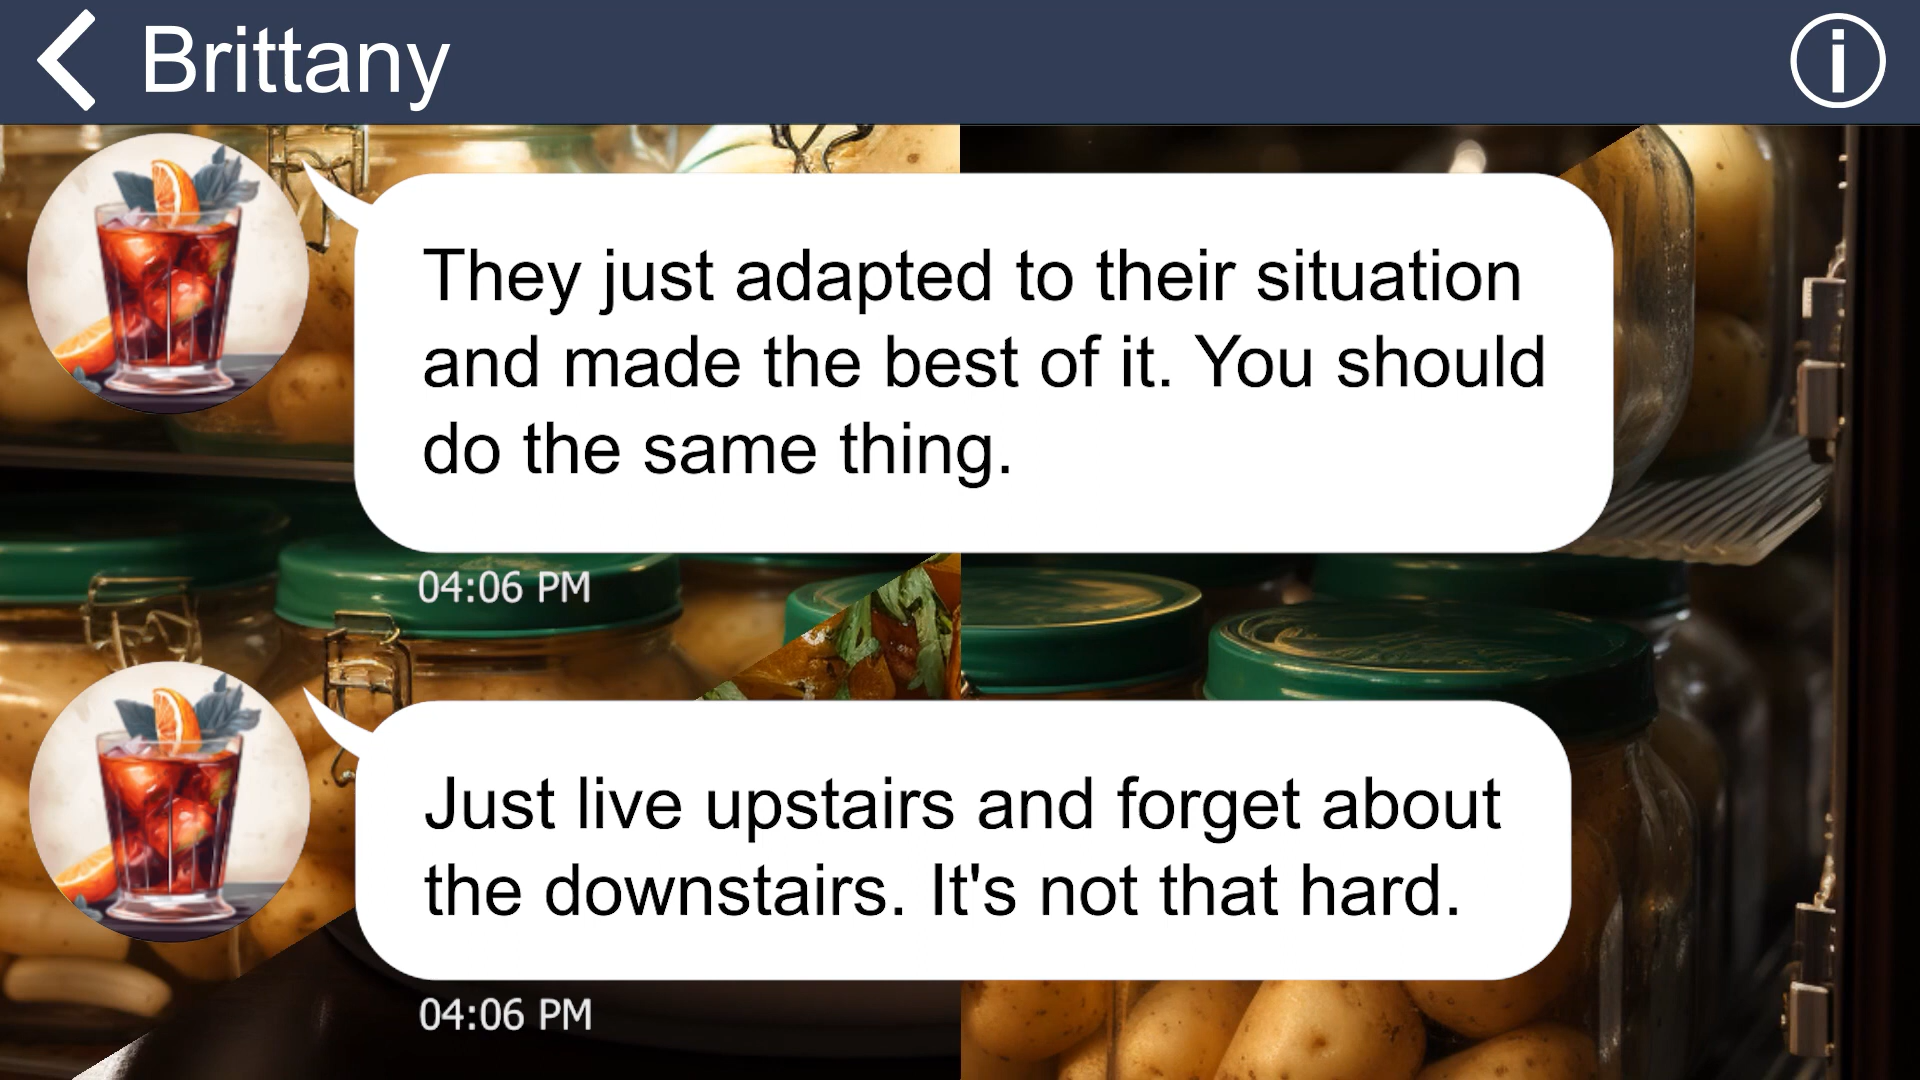 Brittany
They just adapted to their situation
and made the best of it. You should
do the same thing.
04:06 PM
Just live upstairs and forget about
the downstairs. It's not that hard.
04:06 PM